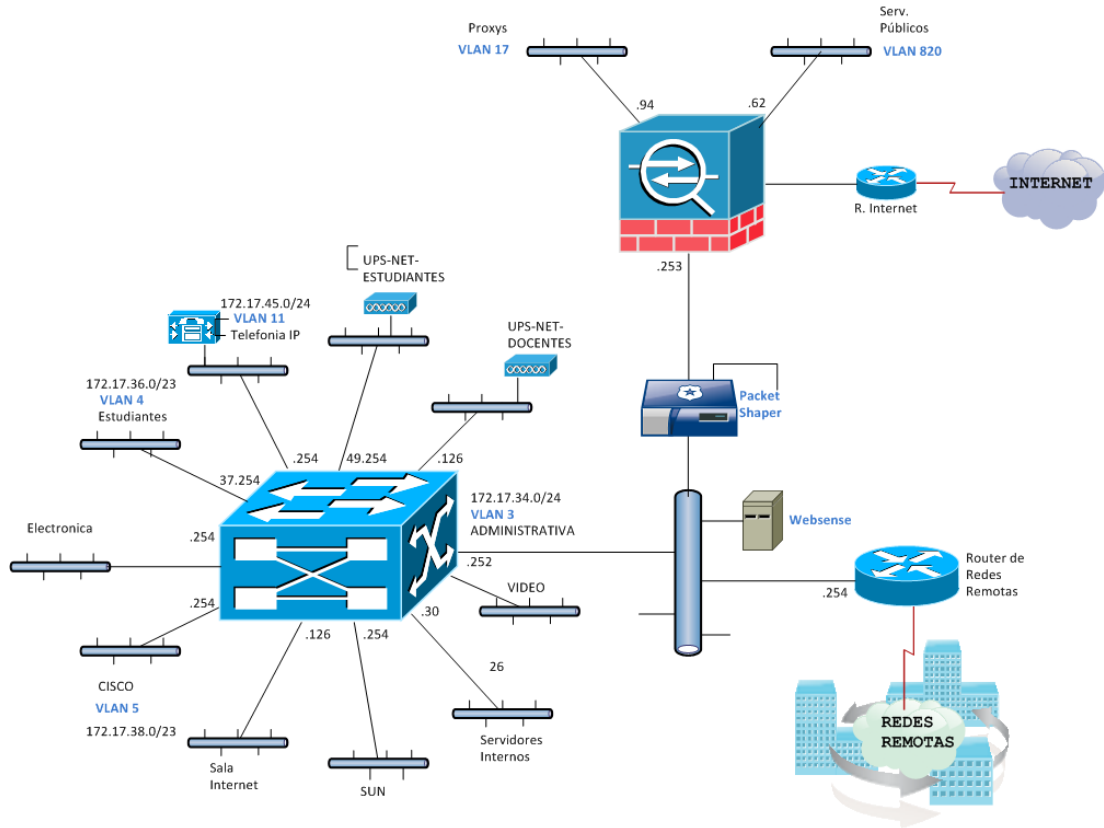 Proxys
VLAN 17
Serv.
Públicos
VLAN 820
.94
.62
INTERNET
R. Internet
.253
UPS-NET-
ESTUDIANTES
172.17.45.0/24
VLAN 11
Telefonia IP
UPS-NET-
DOCENTES
172.17.36.0/23
VLAN 4
Estudiantes
Packet
Shaper
.254
49.254
.126
37.254
172.17.34.0/24
VLAN 3
ADMINISTRATIVA
Websense
Electronica
.254
.252
Router de
Redes
Remotas
VIDEO
.254
.254
.30
.126
.254
26
CISCO
VLAN 5
172.17.38.0/23
Servidores
Internos
Sala
Internet
SUN
REDES
REMOTAS